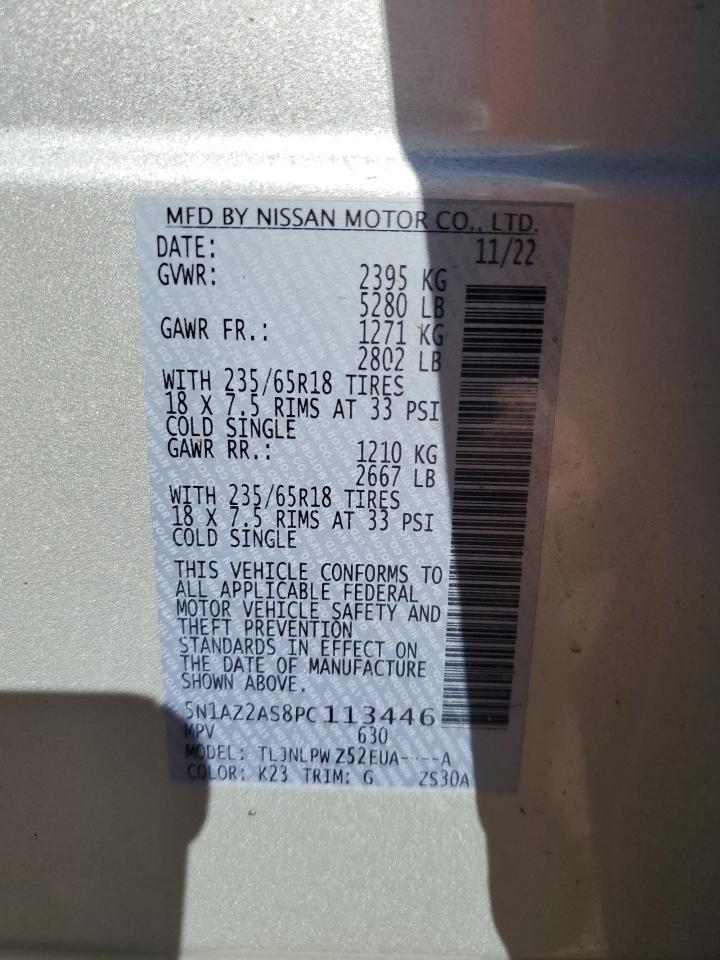 MFD BY NISSAN MOTOR CO., LTD.
DATE: 11/22
GVWR: 2395 KG
5280 LB
GAWR FR.: 1271 KG
2802 LB
WITH 235/65R18 TIRES
18 X 7.5 RIMS AT 33 PSI
COLD SINGLE
GAWR RR.: 1210 KG
2667 LB
WITH 235/65R18 TIRES
18 X 7.5 RIMS AT 33 PSI
COLD SINGLE
THIS VEHICLE CONFORMS TO
ALL APPLICABLE FEDERAL
MOTOR VEHICLE SAFETY AND
THEFT PREVENTION
STANDARDS IN EFFECT ON
THE DATE OF MANUFACTURE
SHOWN ABOVE.
5N1AZ2AS8PC113446
MPV 630
MODEL: TLJNLPW Z52EUA----A
COLOR: K23 TRIM: G ZS30A